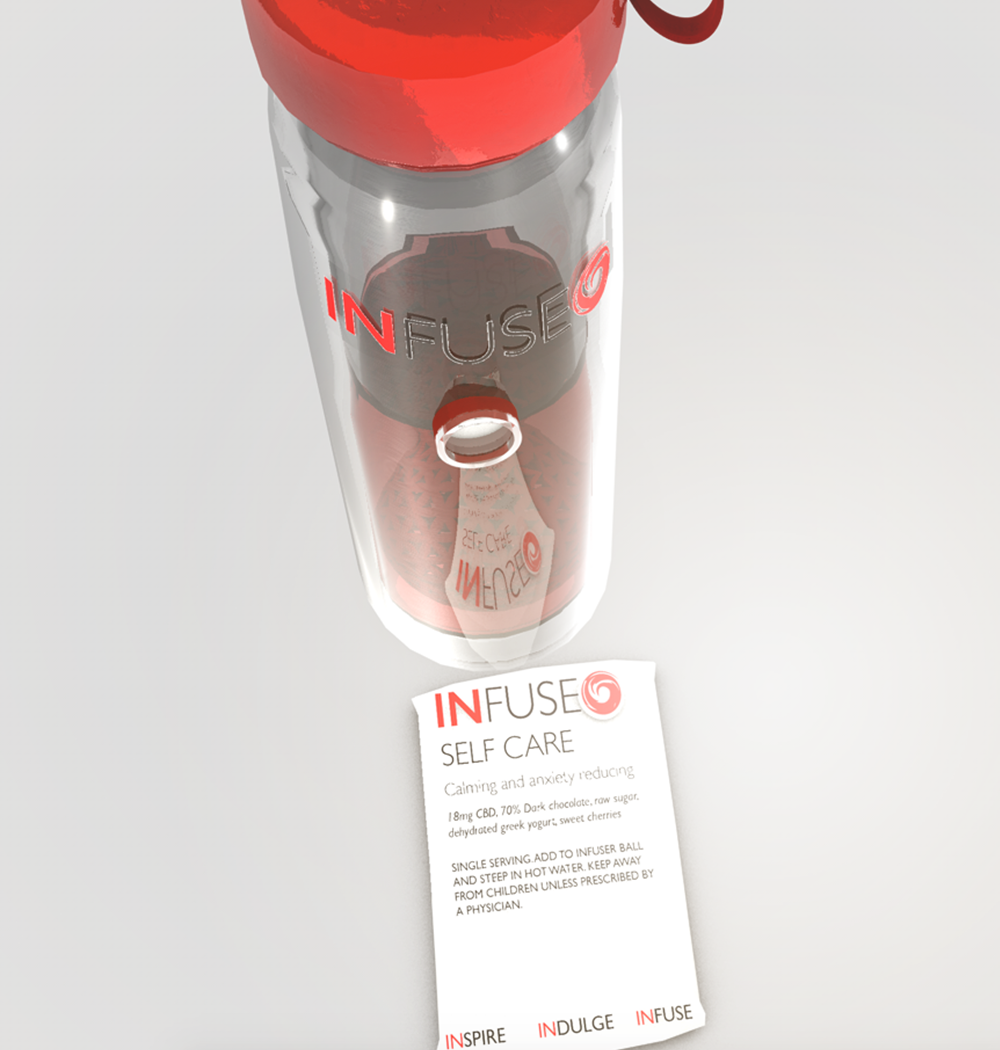 INFUSE
INFUSE
SELF CARE
Calming and anxiety reducing
18mg CBD, 70% Dark chocolate, raw sugar,
dehydrated greek yogurt, sweet cherries
SINGLE SERVING. ADD TO INFUSER BALL
AND STEEP IN HOT WATER. KEEP AWAY
FROM CHILDREN UNLESS PRESCRIBED BY
A PHYSICIAN.
INSPIRE INDULGE INFUSE